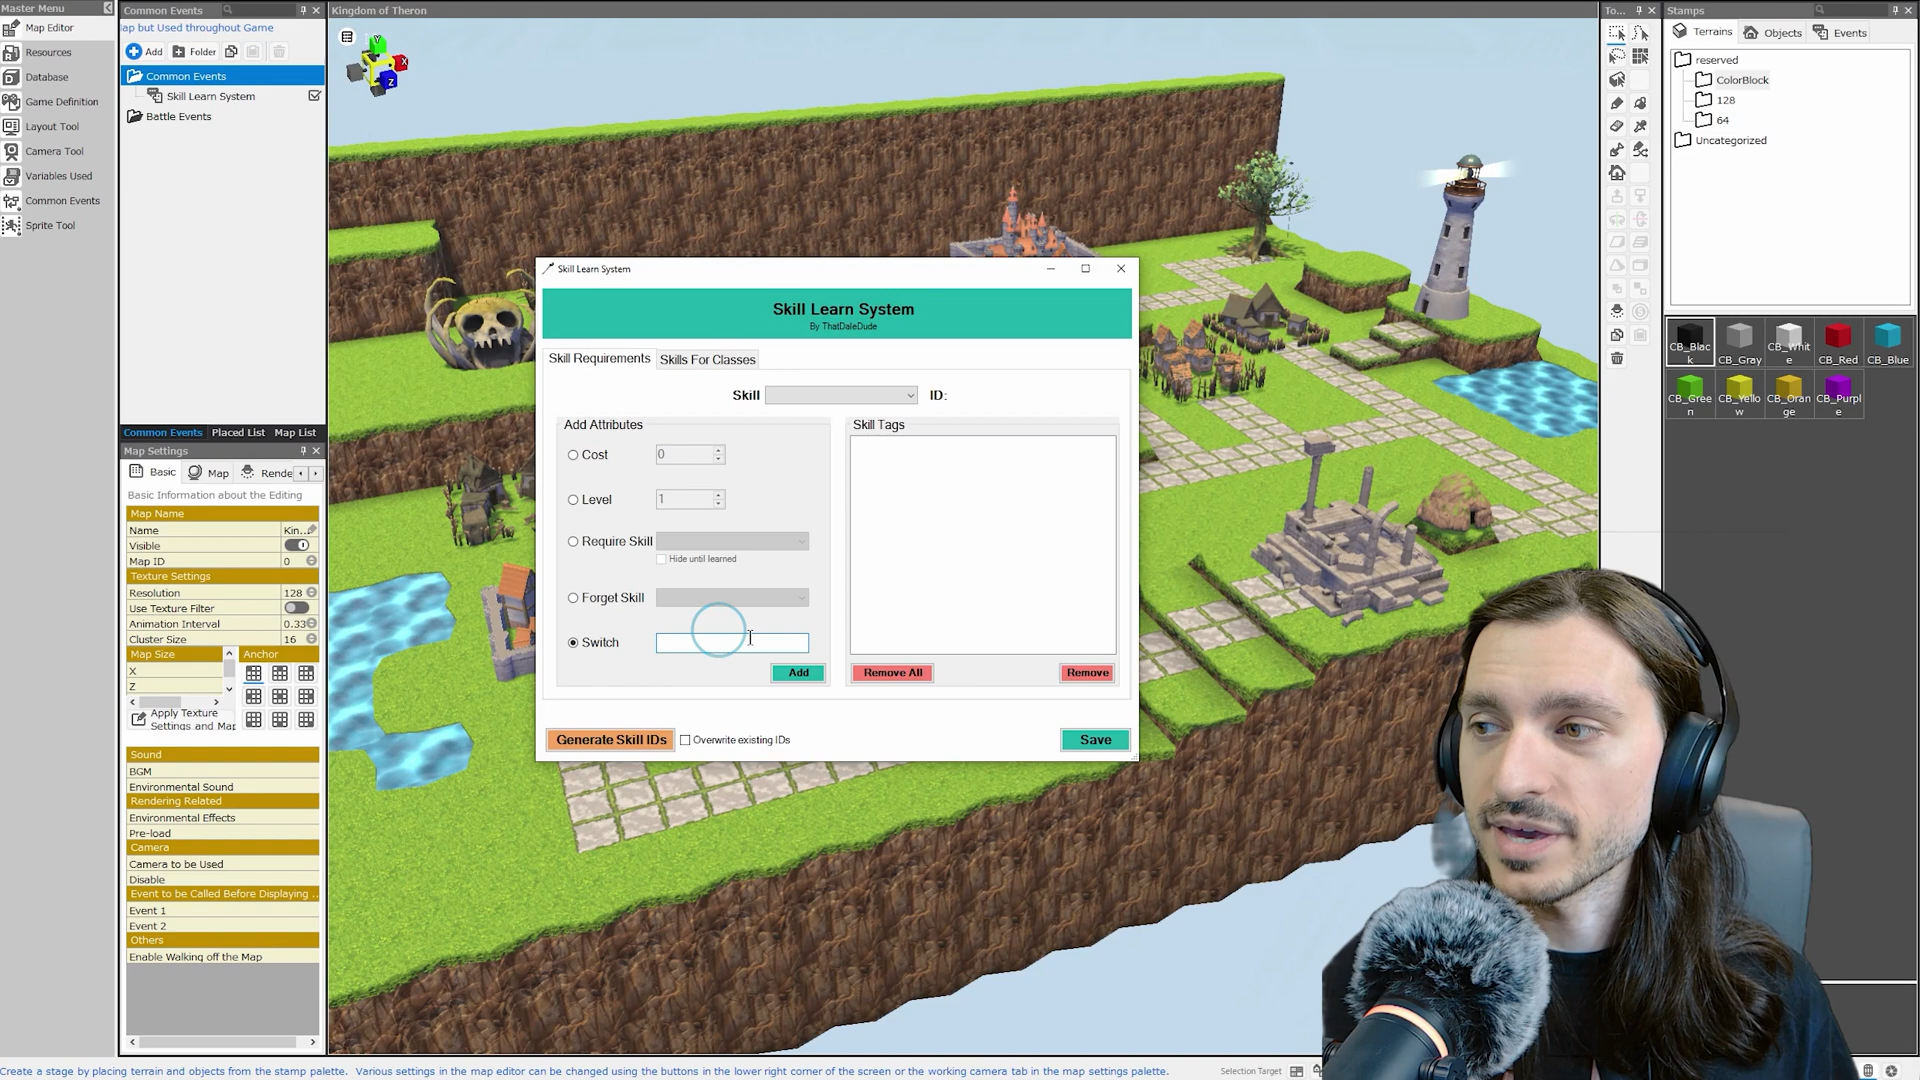 Master Menu
Map Editor
Resources
Database
Game Definition
Layout Tool
Camera Tool
Variables Used
Common Events
Sprite Tool
Common Events
ap but Used throughout Game
Add
Folder
Common Events
Skill Learn System
Battle Events
Common Events
Placed List
Map List
Map Settings
Basic
Map
Rende
Basic Information about the Editing
Map Name
Name
Kin...
Visible
Map ID
0
Texture Settings
Resolution
128
Use Texture Filter
Animation Interval
0.33
Cluster Size
16
Map Size
Anchor
X
Z
Apply Texture
Settings and Map
Sound
BGM
Environmental Sound
Rendering Related
Environmental Effects
Pre-load
Camera
Camera to be Used
Disable
Event to be Called Before Displaying ..
Event 1
Event 2
Others
Enable Walking off the Map
Kingdom of Theron
Y
X
Z
Skill Learn System
Skill Learn System
By ThatDaleDude
Skill Requirements
Skills For Classes
Skill
ID:
Add Attributes
Cost
0
Level
1
Require Skill
Hide until learned
Forget Skill
Switch
Add
Skill Tags
Remove All
Remove
Generate Skill IDs
Overwrite existing IDs
Save
To...
Stamps
Terrains
Objects
Events
reserved
ColorBlock
128
64
Uncategorized
CB_Blac
k
CB_Gray
CB_Whit
e
CB_Red
CB_Blue
CB_Gre
en
CB_Yello
w
CB_Ora
nge
CB_Purp
le
Create a stage by placing terrain and objects from the stamp palette. Various settings in the map editor can be changed using the buttons in the lower right corner of the screen or the working camera tab in the map settings palette.
Selection Target